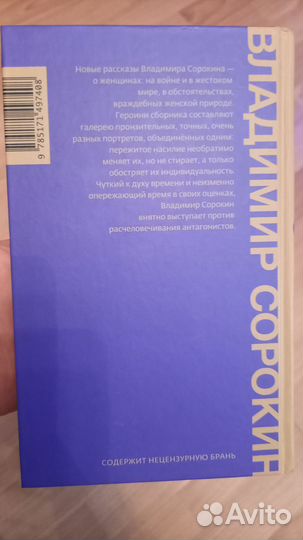 Новые рассказы Владимира Сорокина —
о женщинах: на войне и в жестоком
мире, в обстоятельствах,
враждебных женской природе.
Героини сборника составляют
галерею пронзительных, точных, очень
разных портретов, объединённых одним:
пережитое насилие необратимо
меняет их, но не стирает, а только
обостряет их индивидуальность.
Чуткий к духу времени и неизменно
опережающий время в своих оценках,
Владимир Сорокин
внятно выступает против
расчеловечивания антагонистов.
9 785171 497408
ВЛАДИМИР СОРОКИН
СОДЕРЖИТ НЕЦЕНЗУРНУЮ БРАНЬ
Avito